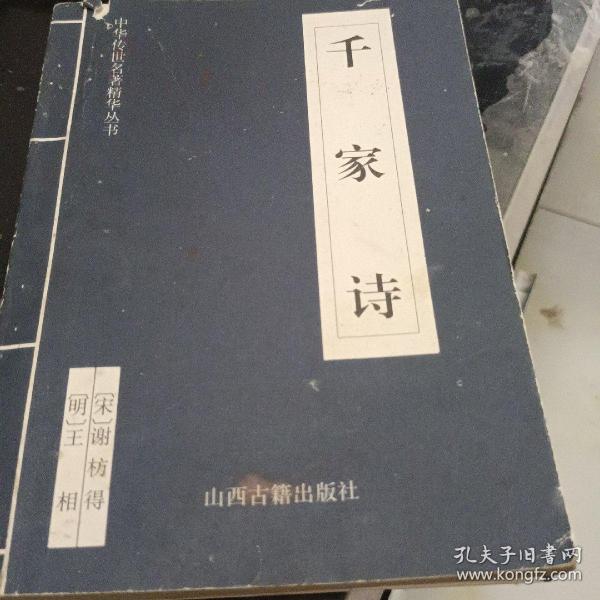 中华传世名著精华丛书
千家诗
〔宋〕谢枋得
〔明〕王相
山西古籍出版社
孔夫子旧书网
www.kongfz.com